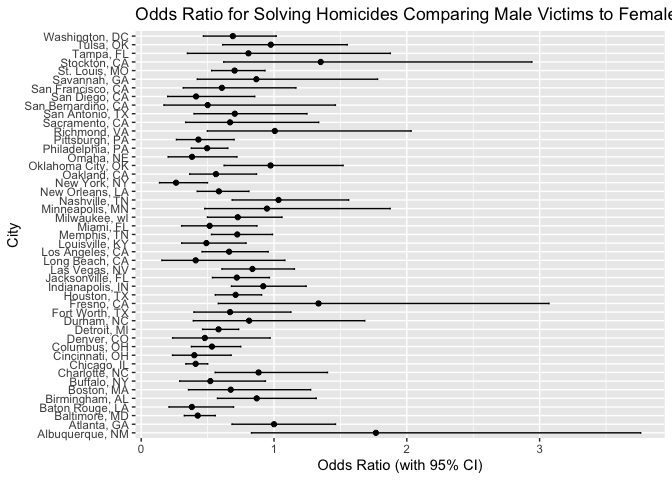 Odds Ratio for Solving Homicides Comparing Male Victims to Female
Washington, DC
Tulsa, OK
Tampa, FL
Stockton, CA
St. Louis, MO
Savannah, GA
San Francisco, CA
San Diego, CA
San Bernardino, CA
San Antonio, TX
Sacramento, CA
Richmond, VA
Pittsburgh, PA
Philadelphia, PA
Omaha, NE
Oklahoma City, OK
Oakland, CA
New York, NY
New Orleans, LA
Nashville, TN
Minneapolis, MN
Milwaukee, wI
Miami, FL
Memphis, TN
Louisville, KY
Los Angeles, CA
Long Beach, CA
Las Vegas, NV
Jacksonville, FL
Indianapolis, IN
Houston, TX
Fresno, CA
Fort Worth, TX
Durham, NC
Detroit, MI
Denver, CO
Columbus, OH
Cincinnati, OH
Chicago, IL
Charlotte, NC
Buffalo, NY
Boston, MA
Birmingham, AL
Baton Rouge, LA
Baltimore, MD
Atlanta, GA
Albuquerque, NM
City
0 1 2 3
Odds Ratio (with 95% CI)